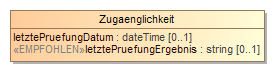 Zugaenglichkeit
letztePruefungDatum : dateTime [0..1]
«EMPFOHLEN»letztePruefungErgebnis : string [0..1]